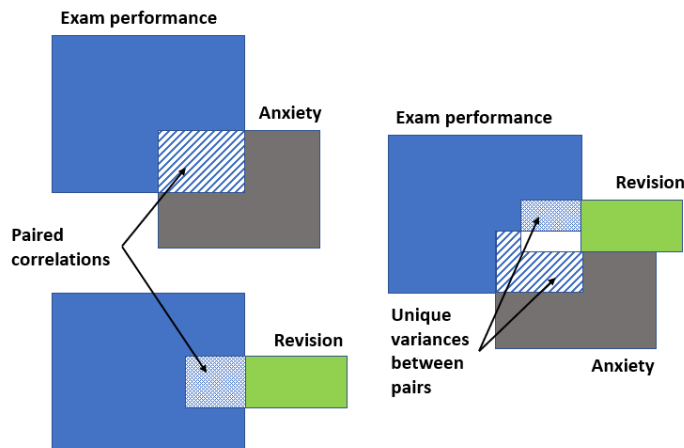 Exam performance
Anxiety
Paired
correlations
Revision
Exam performance
Revision
Unique
variances
between
pairs
Anxiety